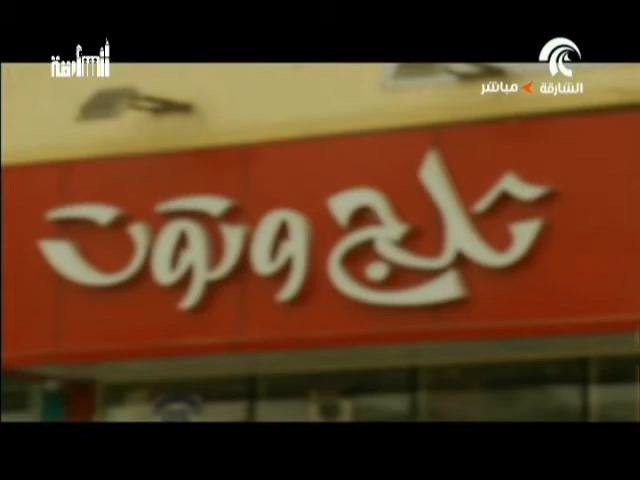 الشارقة
مباشر
ثلج وتوت